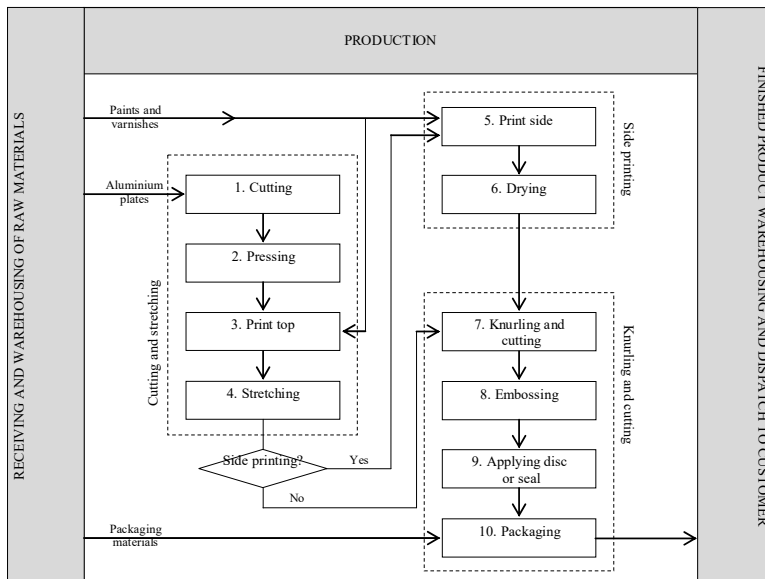 PRODUCTION
RECEIVING AND WAREHOUSING OF RAW MATERIALS
Paints and
varnishes
Aluminium
plates
Cutting and stretching
1. Cutting
2. Pressing
3. Print top
4. Stretching
Side printing?
Yes
No
Packaging
materials
5. Print side
6. Drying
Side printing
7. Knurling and
cutting
8. Embossing
9. Applying disc
or seal
10. Packaging
Knurling and cutting
FINISHED PRODUCT WAREHOUSING AND DISPATCH TO CUSTOMER